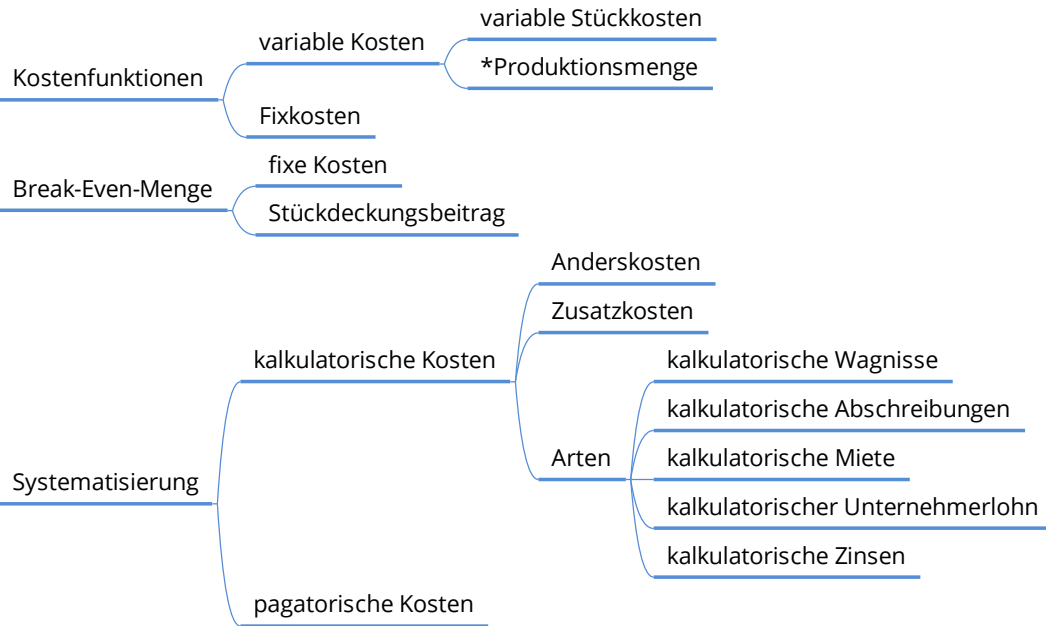 Kostenfunktionen
variable Kosten
variable Stückkosten
*Produktionsmenge
Fixkosten
Break-Even-Menge
fixe Kosten
Stückdeckungsbeitrag
Systematisierung
kalkulatorische Kosten
Anderskosten
Zusatzkosten
Arten
kalkulatorische Wagnisse
kalkulatorische Abschreibungen
kalkulatorische Miete
kalkulatorischer Unternehmerlohn
kalkulatorische Zinsen
pagatorische Kosten